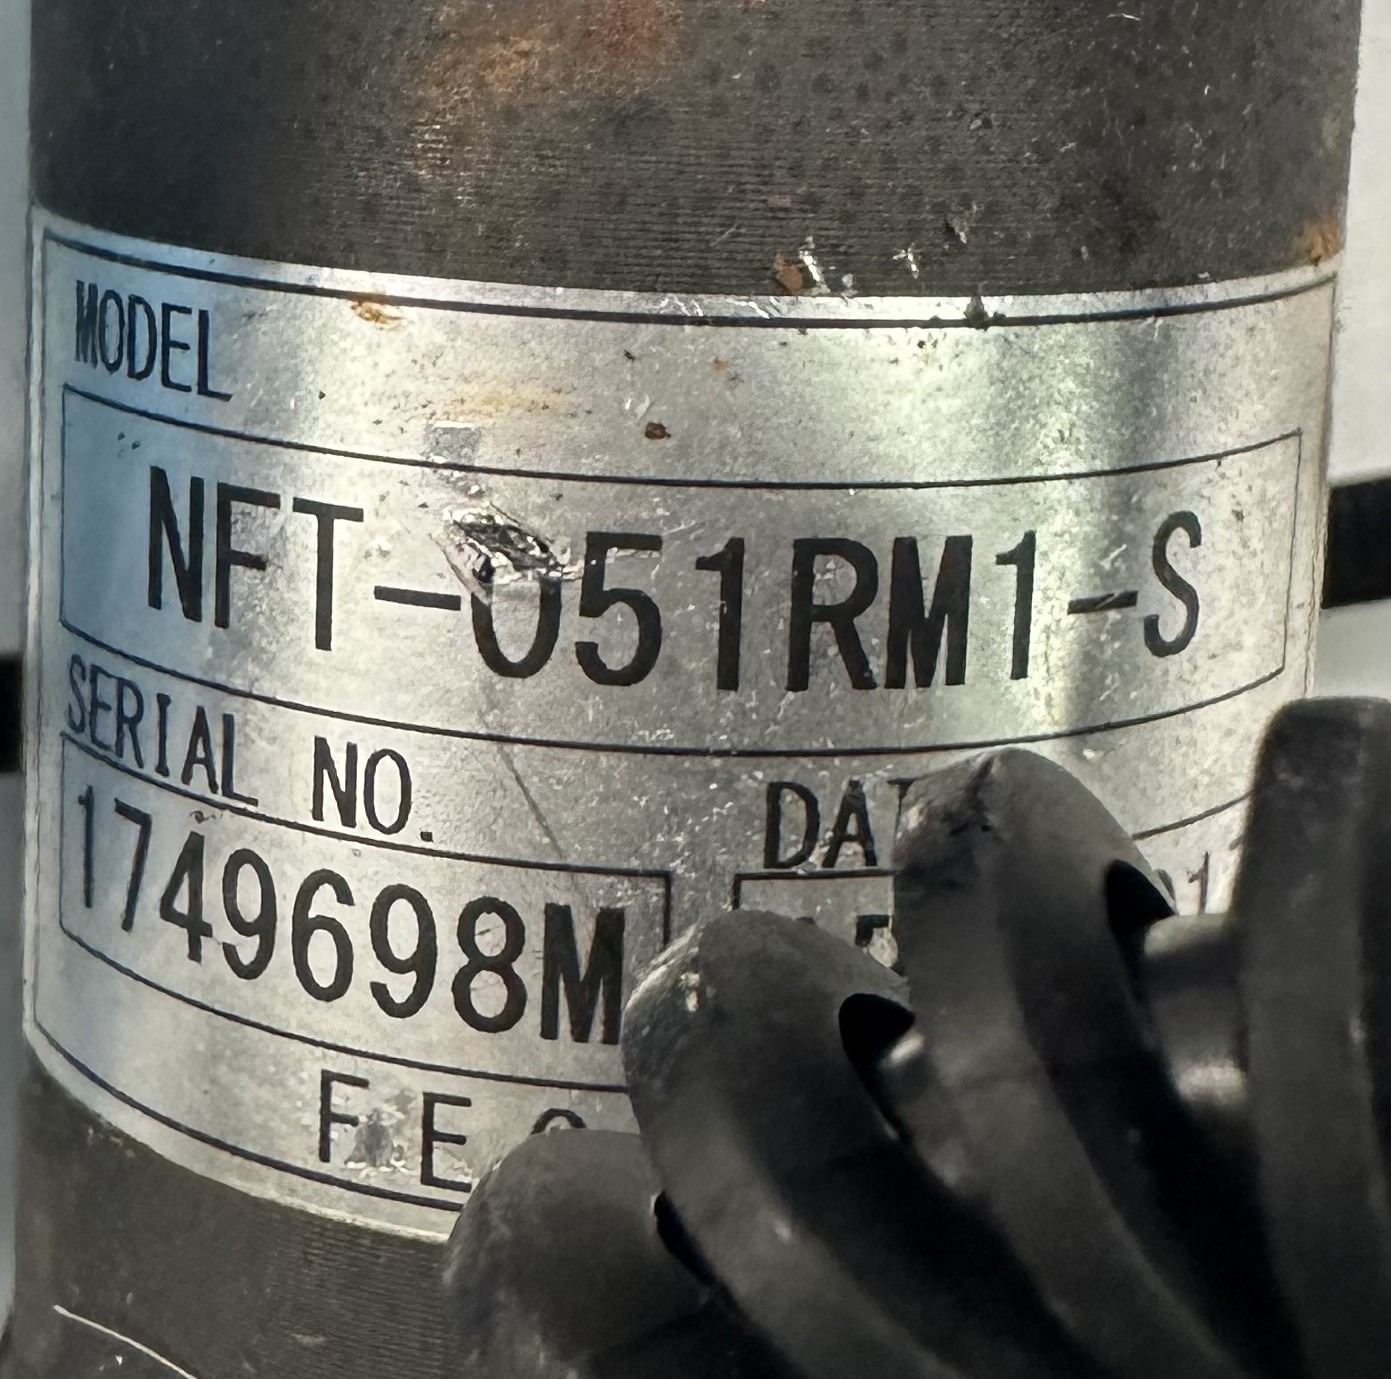 MODEL
NFT-051RM1-S
SERIAL NO.
1749698M
F E